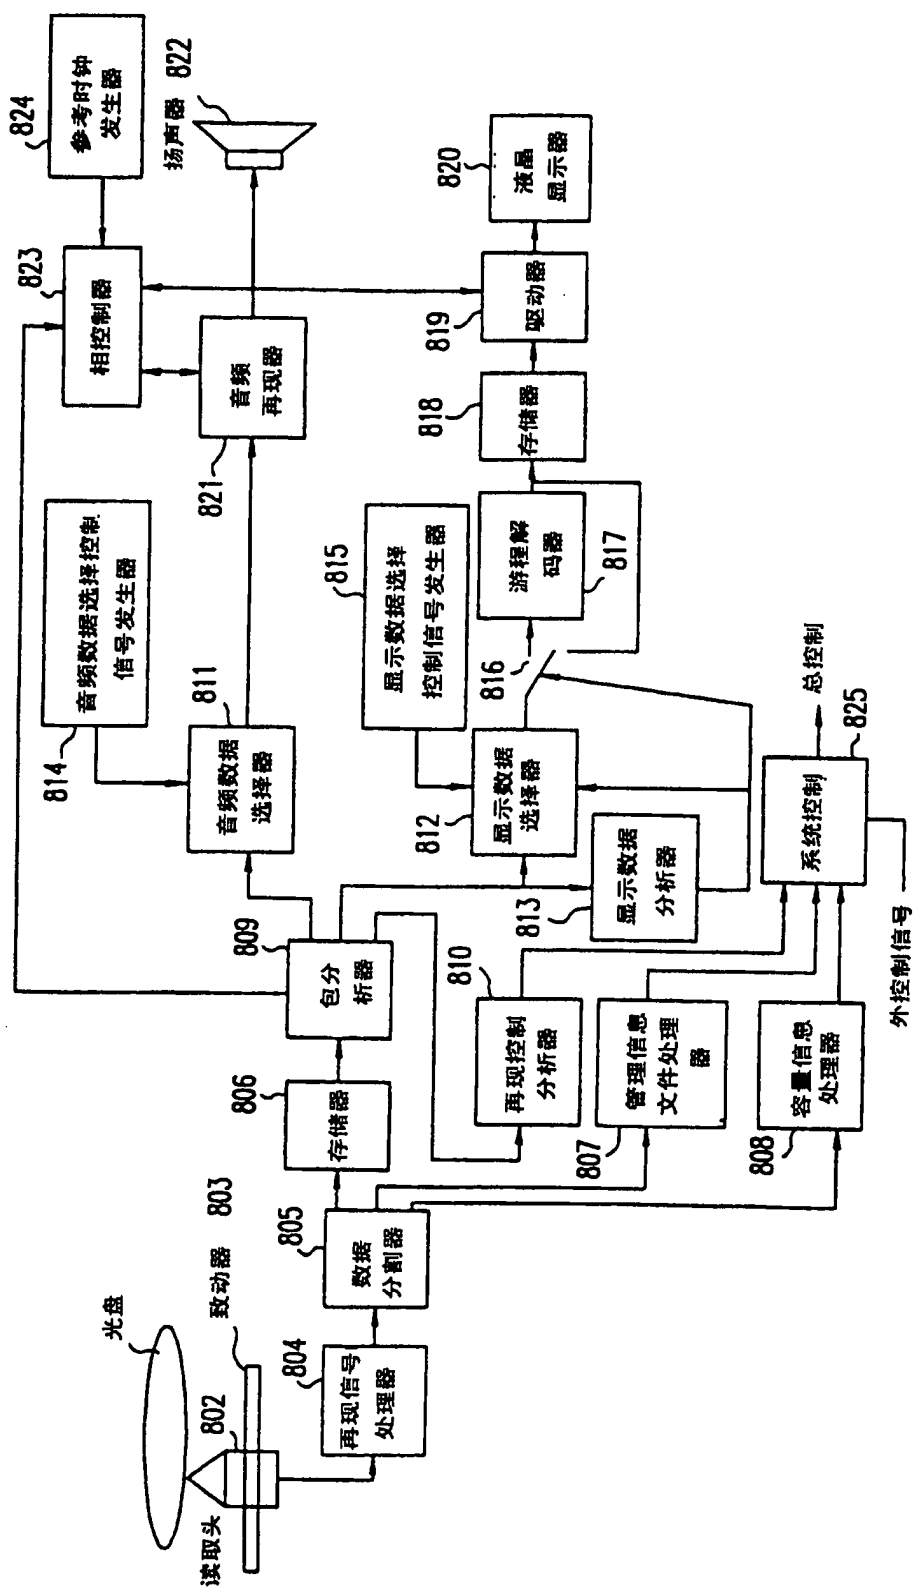 光盘
读取头
802
致动器 803
再现信号
处理器
804
数据
分割器
805
存储器
806
包分
析器
809
音频数据
选择器
811
音频数据选择控制
信号发生器
814
音频
再现器
821
相控制器
823
参考时钟
发生器
824
扬声器 822
再现控制
分析器
810
管理信息
文件处理
器
807
容量信息
处理器
808
显示数据
选择器
812
显示数据
分析器
813
显示数据选择
控制信号发生器
815
816
游程解
码器
817
存储器
818
驱动器
819
液晶
显示器
820
系统控制
825
总控制
外控制信号